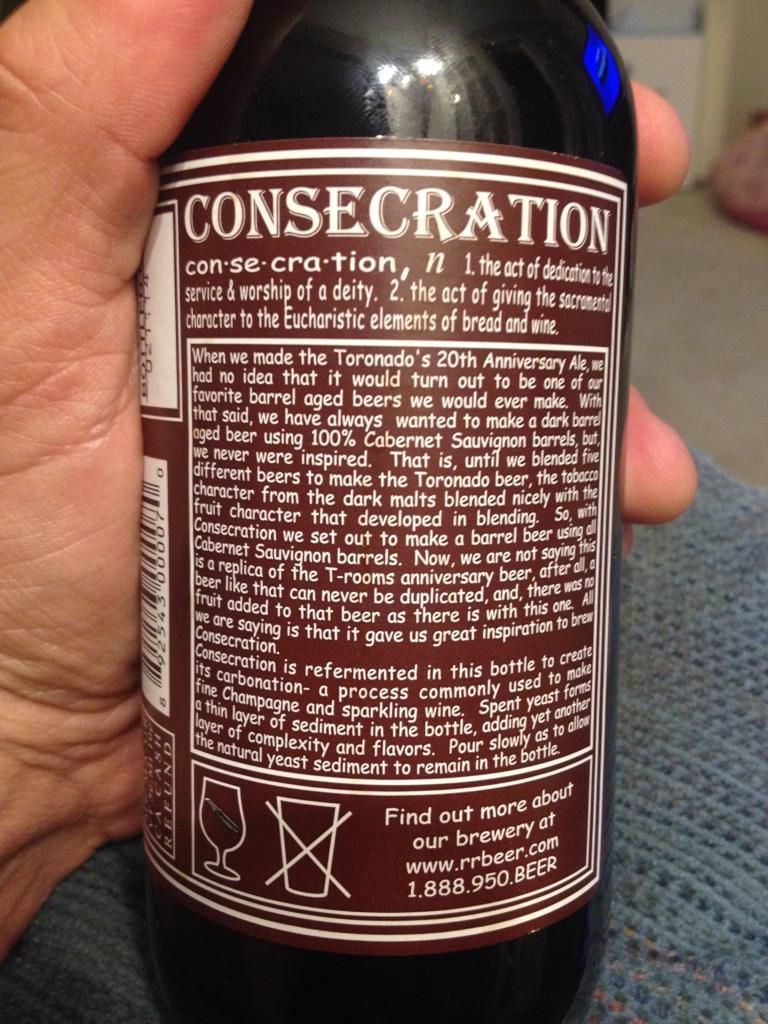 CONSECRATION
con·se·cra·tion, n 1. the act of dedication to the
service & worship of a deity. 2. the act of giving the sacramental
character to the Eucharistic elements of bread and wine.
When we made the Toronado's 20th Anniversary Ale, we
had no idea that it would turn out to be one of our
favorite barrel aged beers we would ever make. With
that said, we have always wanted to make a dark barrel
aged beer using 100% Cabernet Sauvignon barrels, but,
we never were inspired. That is, until we blended five
different beers to make the Toronado beer, the tobacco
character from the dark malts blended nicely with the
fruit character that developed in blending. So, with
Consecration we set out to make a barrel beer using all
Cabernet Sauvignon barrels. Now, we are not saying this
is a replica of the T-rooms anniversary beer, after all, a
beer like that can never be duplicated, and, there was no
fruit added to that beer as there is with this one. All
we are saying is that it gave us great inspiration to brew
Consecration.
Consecration is refermented in this bottle to create
its carbonation- a process commonly used to make
fine Champagne and sparkling wine. Spent yeast forms
a thin layer of sediment in the bottle, adding yet another
layer of complexity and flavors. Pour slowly as to allow
the natural yeast sediment to remain in the bottle.
Find out more about
our brewery at
www.rrbeer.com
1.888.950.BEER
8 92543 00007 0
CA CASH
REFUND